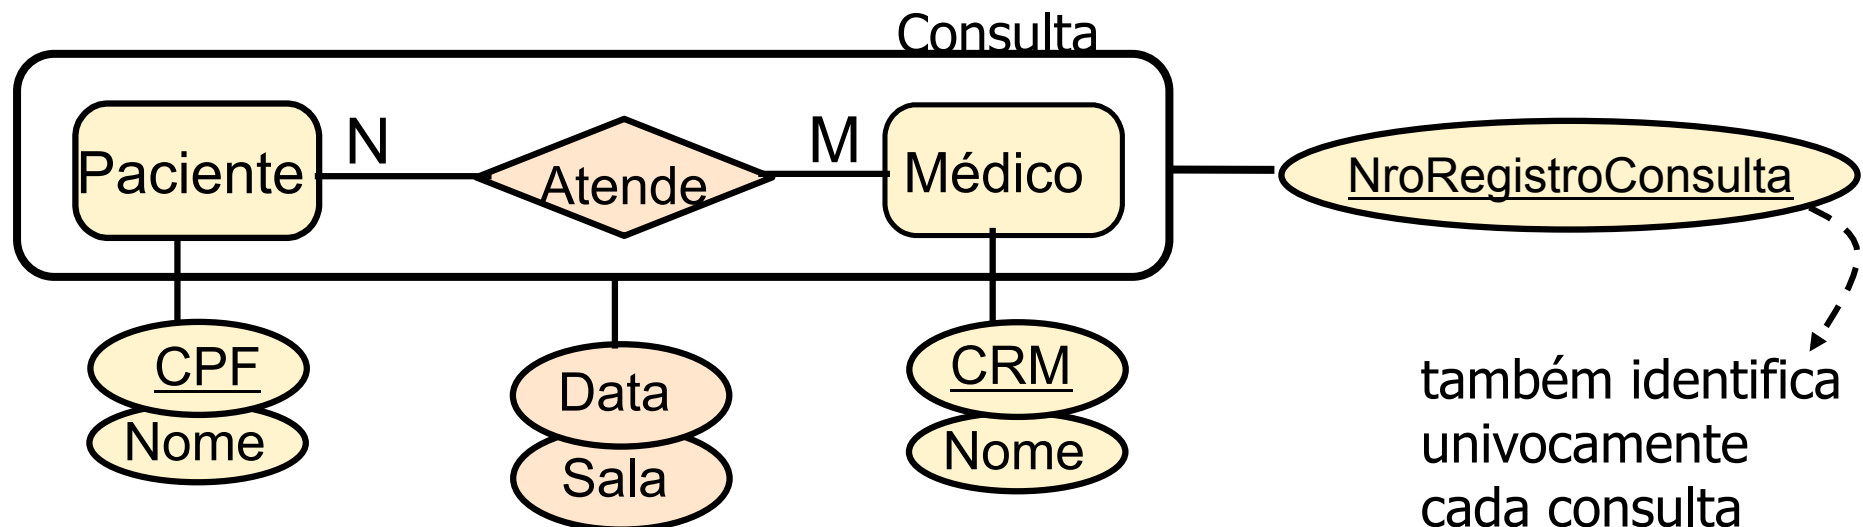 Consulta
Paciente
N
Atende
M
Médico
NroRegistroConsulta
CPF
Nome
Data
Sala
CRM
Nome
também identifica
univocamente
cada consulta